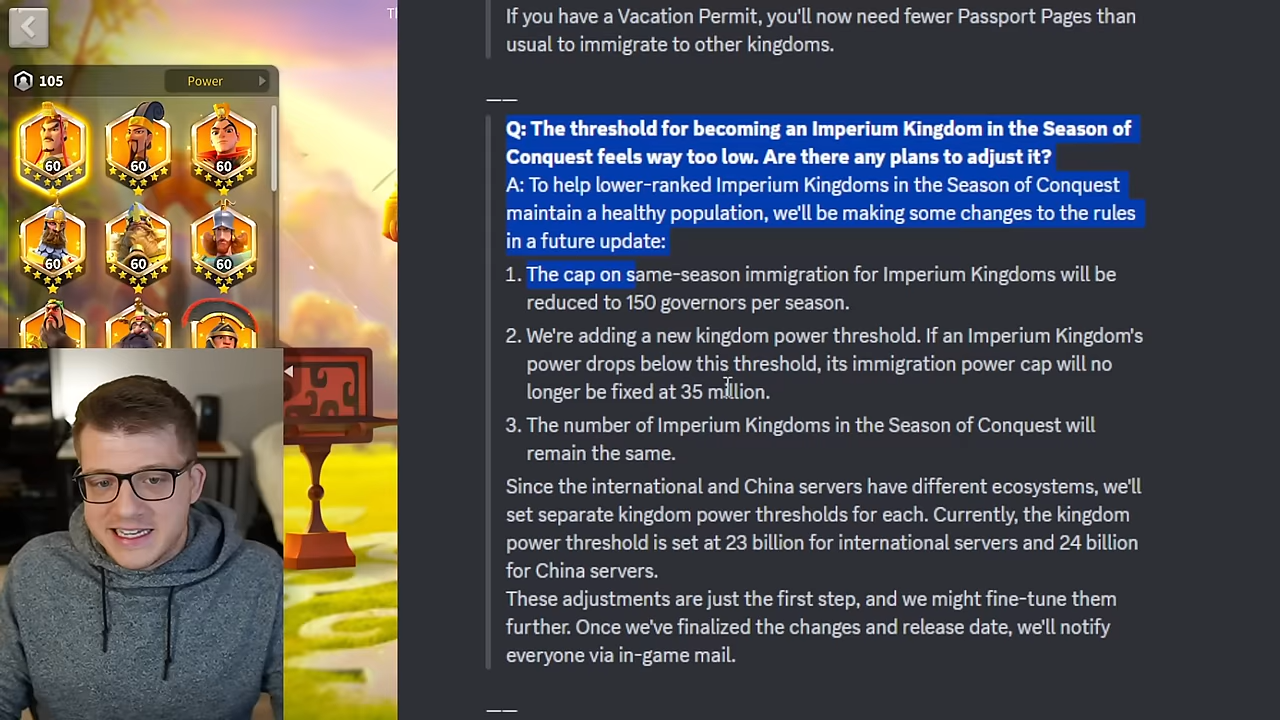 Tl
105
Power
60
60
60
60
60
60
If you have a Vacation Permit, you'll now need fewer Passport Pages than
usual to immigrate to other kingdoms.
——
Q: The threshold for becoming an Imperium Kingdom in the Season of
Conquest feels way too low. Are there any plans to adjust it?
A: To help lower-ranked Imperium Kingdoms in the Season of Conquest
maintain a healthy population, we'll be making some changes to the rules
in a future update:
1. The cap on same-season immigration for Imperium Kingdoms will be
reduced to 150 governors per season.
2. We're adding a new kingdom power threshold. If an Imperium Kingdom's
power drops below this threshold, its immigration power cap will no
longer be fixed at 35 million.
3. The number of Imperium Kingdoms in the Season of Conquest will
remain the same.
Since the international and China servers have different ecosystems, we'll
set separate kingdom power thresholds for each. Currently, the kingdom
power threshold is set at 23 billion for international servers and 24 billion
for China servers.
These adjustments are just the first step, and we might fine-tune them
further. Once we've finalized the changes and release date, we'll notify
everyone via in-game mail.
——